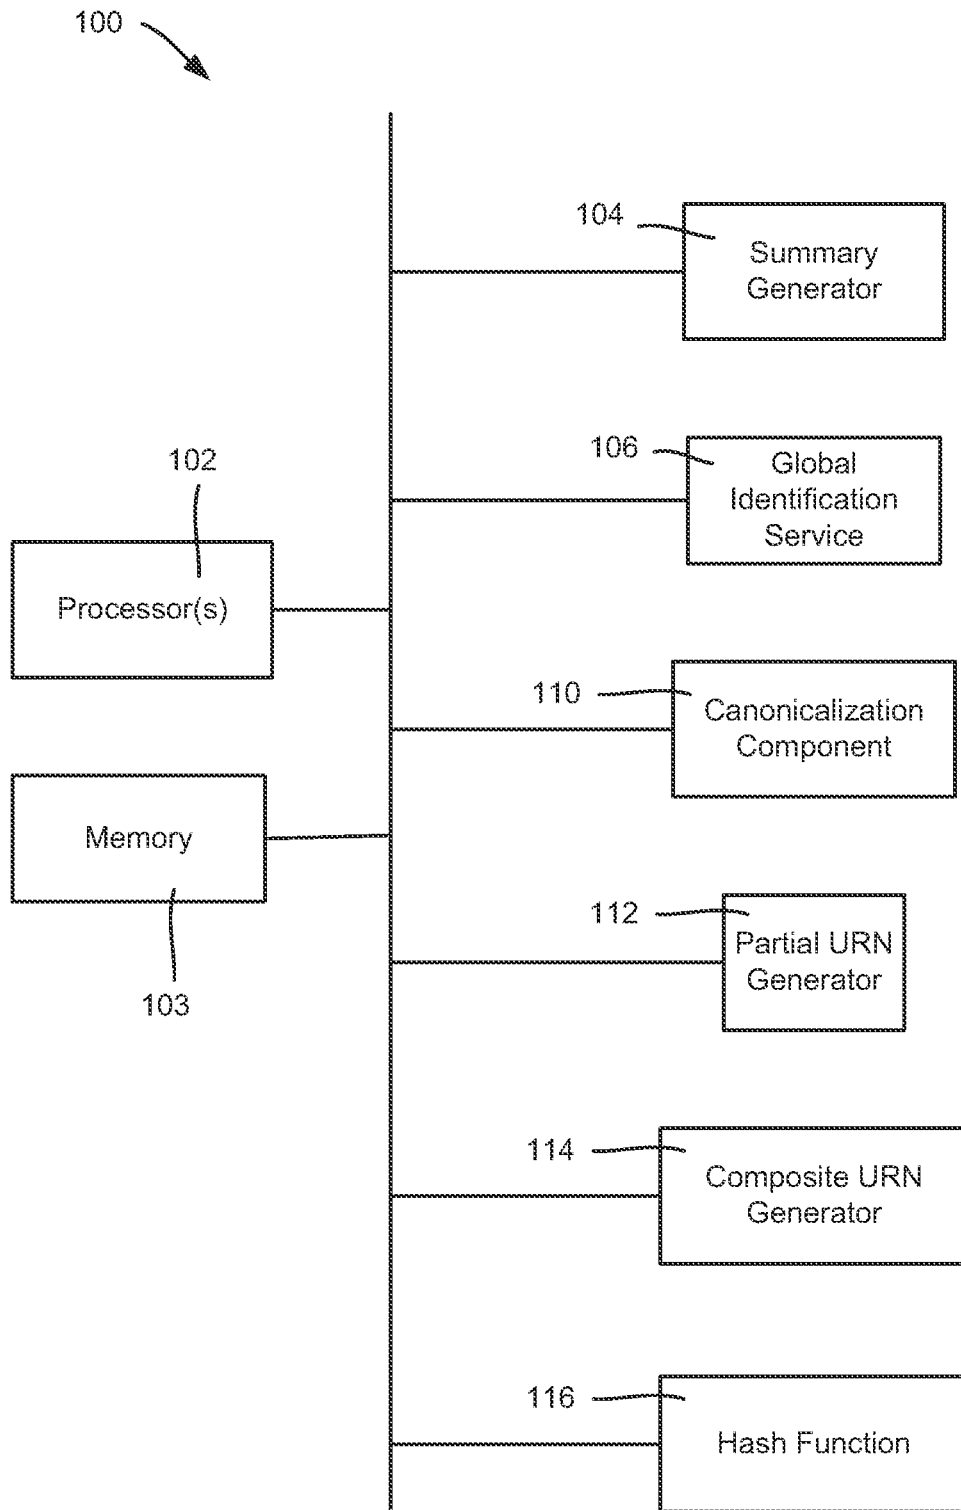 100
104
Summary
Generator
106
Global
Identification
Service
102
Processor(s)
110
Canonicalization
Component
Memory
103
112
Partial URN
Generator
114
Composite URN
Generator
116
Hash Function